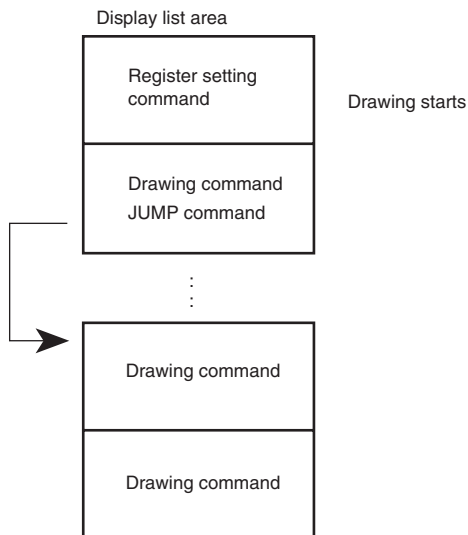 Display list area
Register setting
command
Drawing starts
Drawing command
JUMP command
Drawing command
Drawing command